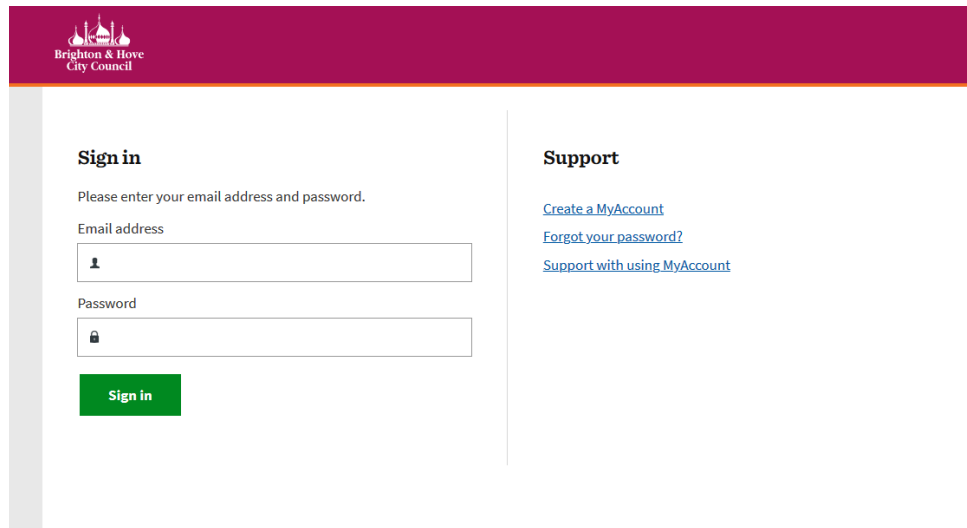 Brighton & Hove
City Council
Sign in
Please enter your email address and password.
Email address
Password
Sign in
Support
Create a MyAccount
Forgot your password?
Support with using MyAccount